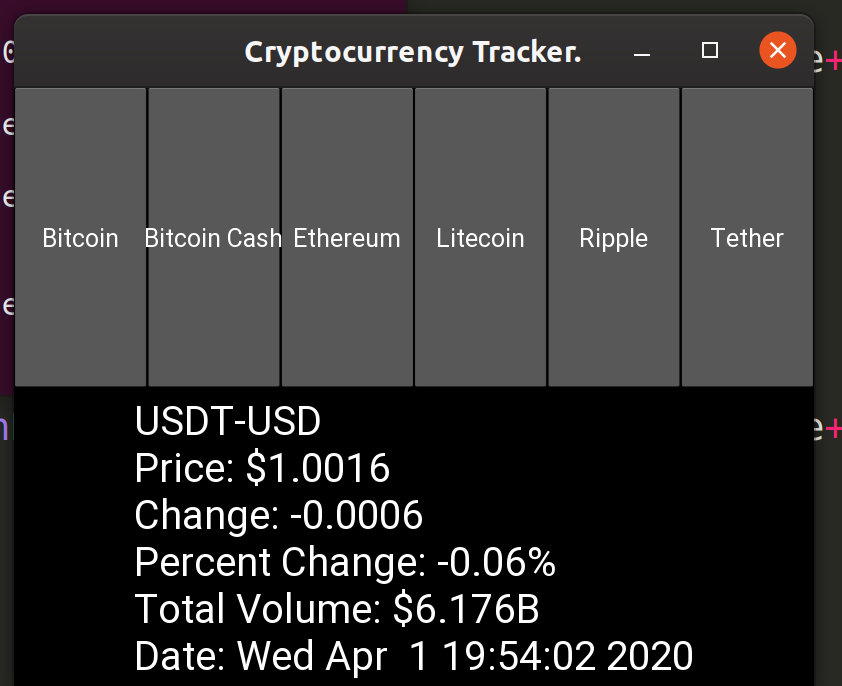 Cryptocurrency Tracker.
Bitcoin
Bitcoin Cash
Ethereum
Litecoin
Ripple
Tether
USDT-USD
Price: $1.0016
Change: -0.0006
Percent Change: -0.06%
Total Volume: $6.176B
Date: Wed Apr  1 19:54:02 2020